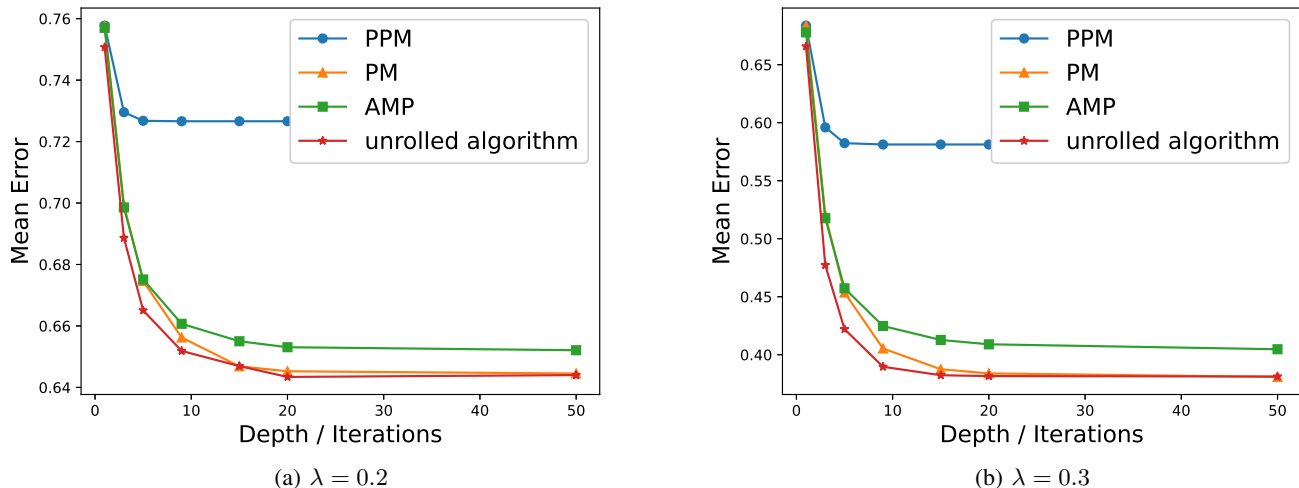 0.76
0.74
0.72
0.70
0.68
0.66
0.64
Mean Error
PPM
PM
AMP
unrolled algorithm
0 10 20 30 40 50
Depth / Iterations
(a) λ = 0.2
0.65
0.60
0.55
0.50
0.45
0.40
Mean Error
PPM
PM
AMP
unrolled algorithm
0 10 20 30 40 50
Depth / Iterations
(b) λ = 0.3